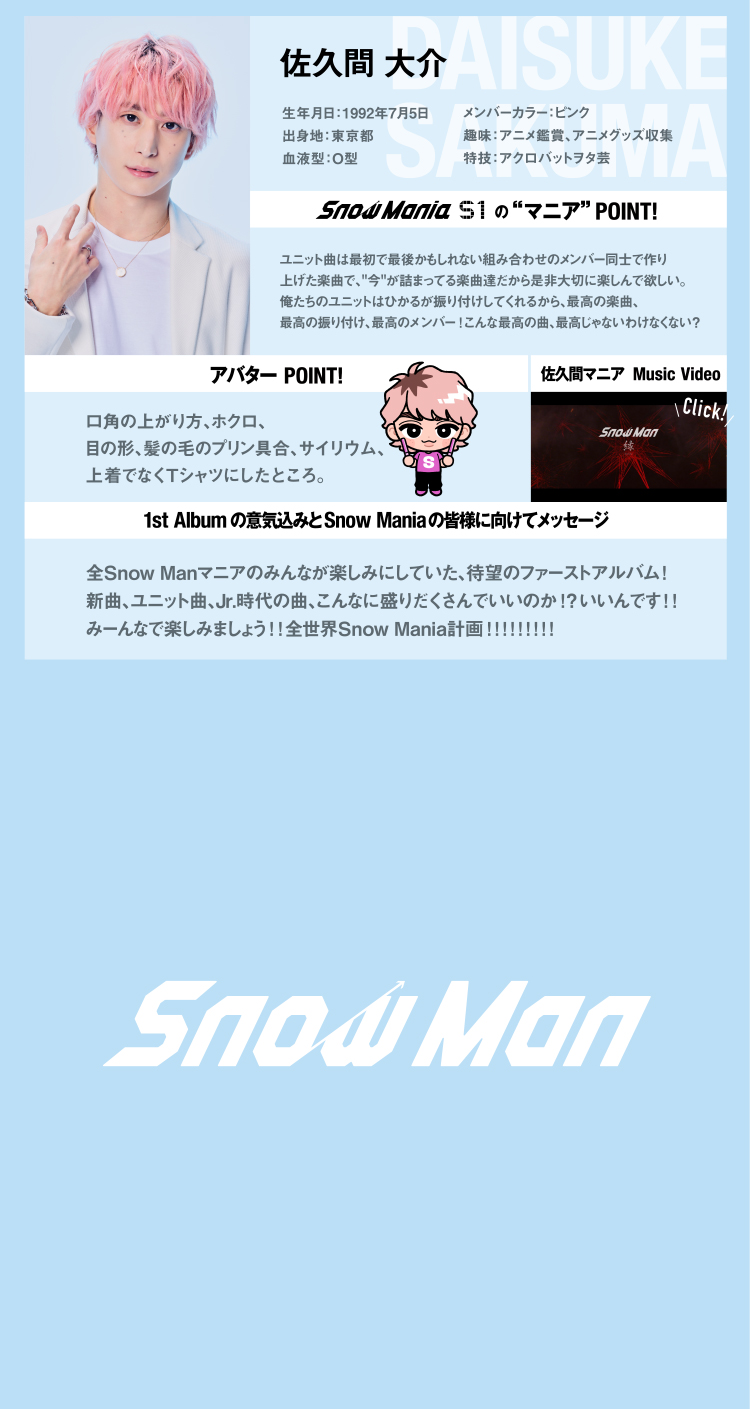 DAISUKE
SAKUMA
佐久間 大介
生年月日：1992年7月5日
出身地：東京都
血液型：O型
メンバーカラー：ピンク
趣味：アニメ鑑賞、アニメグッズ収集
特技：アクロバットヲタ芸
Snow Mania S1 の “マニア” POINT!
ユニット曲は最初で最後かもしれない組み合わせのメンバー同士で作り
上げた楽曲で、"今"が詰まってる楽曲達だから是非大切に楽しんで欲しい。
俺たちのユニットはひかるが振り付けしてくれるから、最高の楽曲、
最高の振り付け、最高のメンバー！こんな最高の曲、最高じゃないわけなくない？
アバター POINT!
口角の上がり方、ホクロ、
目の形、髪の毛のプリン具合、サイリウム、
上着でなくTシャツにしたところ。
S
佐久間マニア Music Video
Click!
Snow Man
縁
1st Albumの意気込みとSnow Maniaの皆様に向けてメッセージ
全Snow Manマニアのみんなが楽しみにしていた、待望のファーストアルバム！
新曲、ユニット曲、Jr.時代の曲、こんなに盛りだくさんでいいのか！？いいんです！！
みーんなで楽しみましょう！！全世界Snow Mania計画！！！！！！！！！
Snow Man